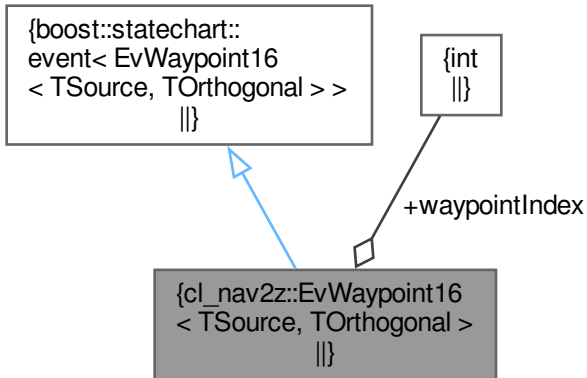 {boost::statechart::
event< EvWaypoint16
< TSource, TOrthogonal > >
||}
{int
||}
+waypointIndex
{cl_nav2z::EvWaypoint16
< TSource, TOrthogonal >
||}